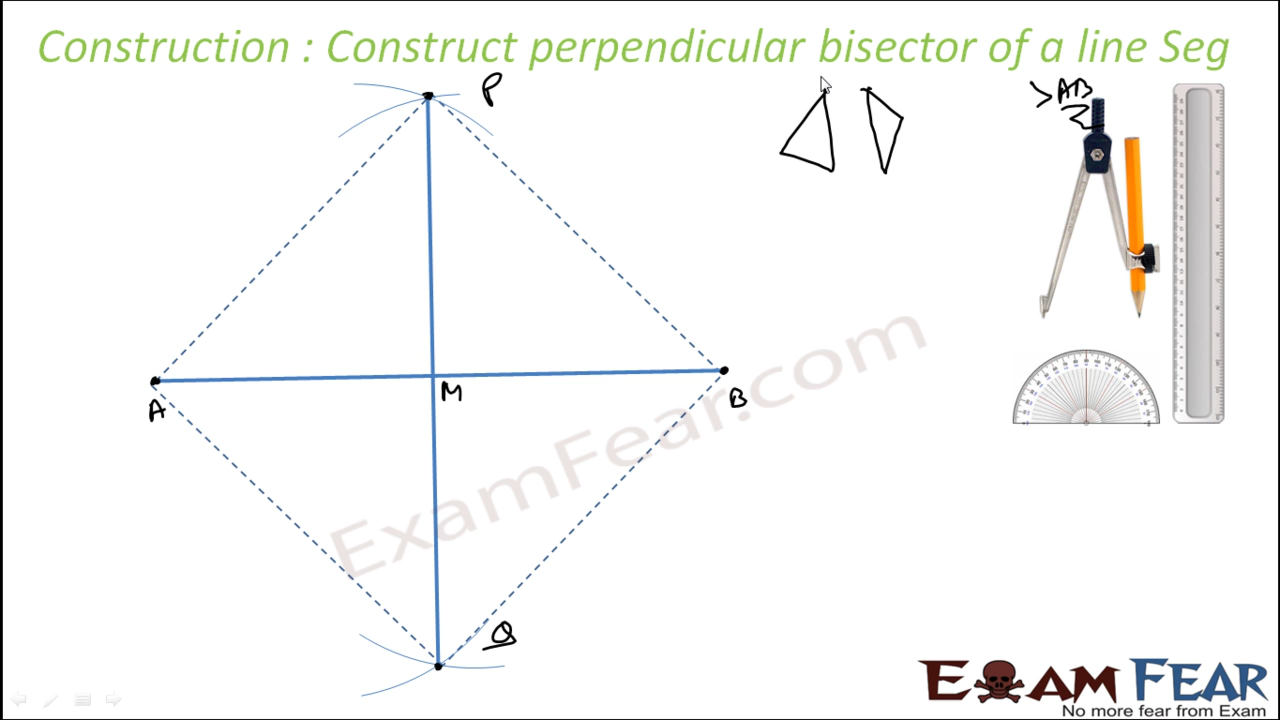 Construction : Construct perpendicular bisector of a line Seg
P
> AB
2
A
M
B
ExamFear.com
Q
EXAM FEAR
No more fear from Exam